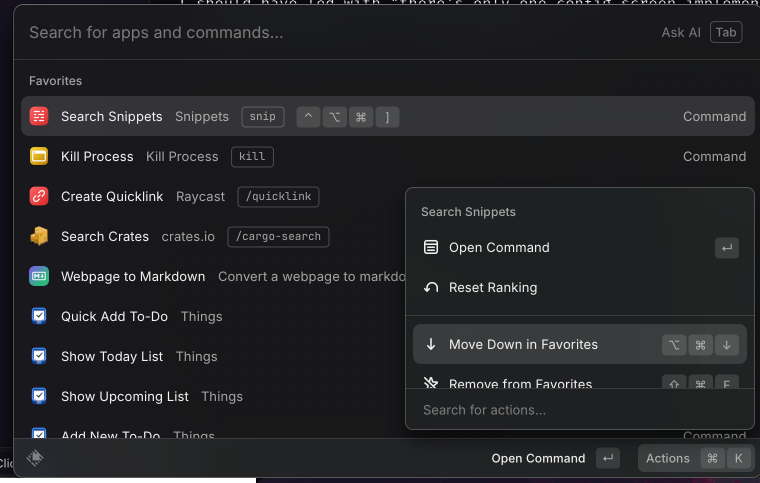 I should have led with "there's only one config screen implemen
Search for apps and commands... Ask AI Tab
Favorites
Search Snippets Snippets snip ^ ⌥ ⌘ ] Command
Kill Process Kill Process kill Command
Create Quicklink Raycast /quicklink
Search Crates crates.io /cargo-search
Webpage to Markdown Convert a webpage to markdo
Quick Add To-Do Things
Show Today List Things
Show Upcoming List Things
Add New To-Do Things Command
Search Snippets
Open Command ↵
Reset Ranking
Move Down in Favorites ⌥ ⌘ ↓
Remove from Favorites ⇧ ⌘ F
Search for actions...
Clic
Open Command ↵ Actions ⌘ K